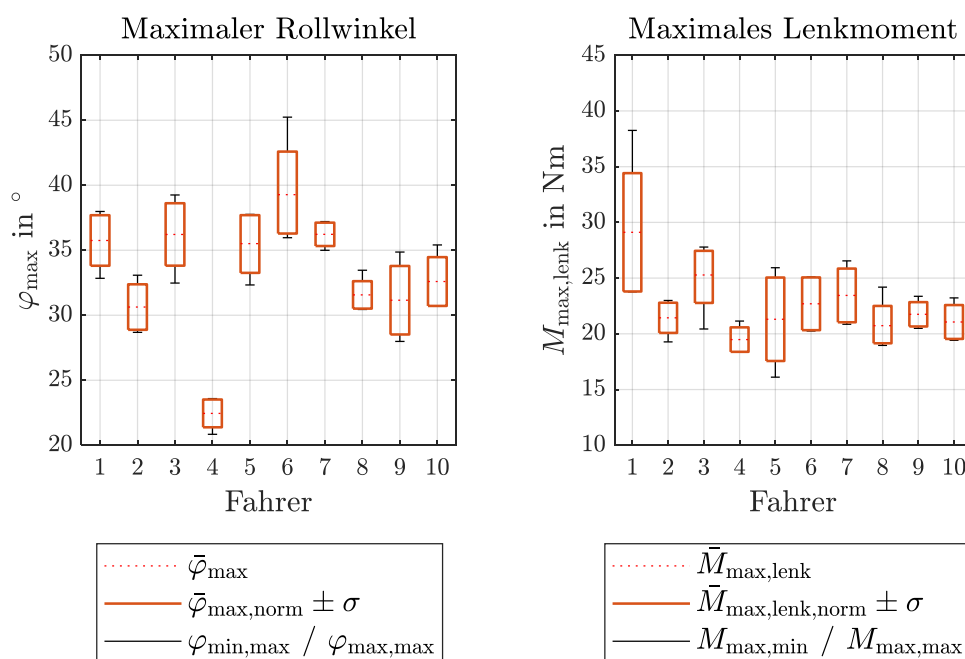 Maximaler Rollwinkel
φmax in °
50
45
40
35
30
25
20
1 2 3 4 5 6 7 8 9 10
Fahrer
φ̄max
φ̄max,norm ± σ
φmin,max / φmax,max
Maximales Lenkmoment
Mmax,lenk in Nm
45
40
35
30
25
20
15
10
1 2 3 4 5 6 7 8 9 10
Fahrer
M̄max,lenk
M̄max,lenk,norm ± σ
Mmax,min / Mmax,max